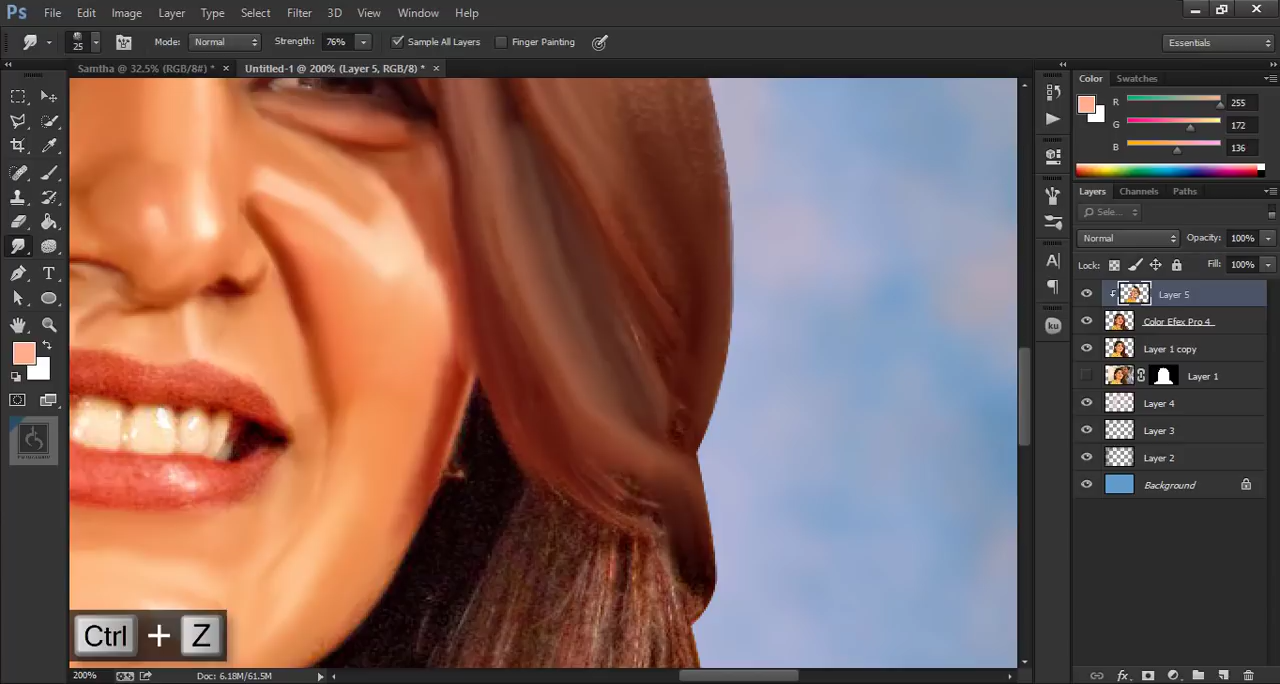 Ps File Edit Image Layer Type Select Filter 3D View Window Help
25 Mode: Normal Strength: 76% Sample All Layers Finger Painting Essentials
Samtha @ 32.5% (RGB/8#) * × Untitled-1 @ 200% (Layer 5, RGB/8) * ×
Color Swatches
R 255
G 172
B 136
Layers Channels Paths
Sele...
Normal Opacity: 100%
Lock: Fill: 100%
Layer 5
Color Efex Pro 4
Layer 1 copy
Layer 1
Layer 4
Layer 3
Layer 2
Background
ku
Ctrl + Z
200% Doc: 6.18M/61.5M